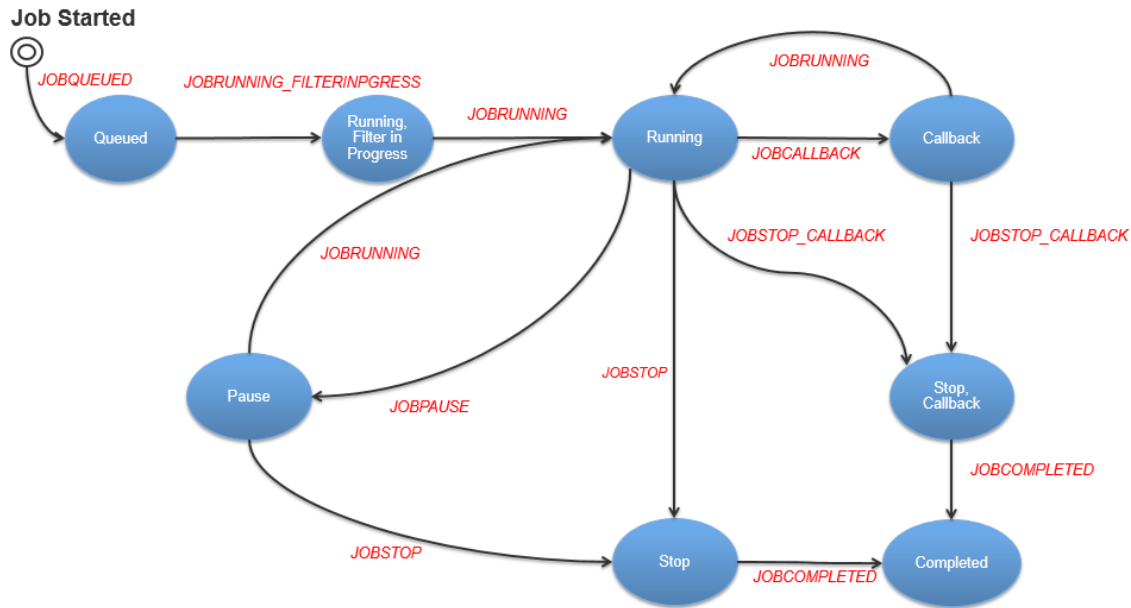 Job Started
JOBQUEUED
JOBRUNNING_FILTERINPGRESS
JOBRUNNING
JOBRUNNING
Queued
Running,
Filter in
Progress
Running
Callback
JOBCALLBACK
JOBRUNNING
JOBSTOP_CALLBACK
JOBSTOP_CALLBACK
Pause
JOBPAUSE
JOBSTOP
Stop,
Callback
JOBCOMPLETED
JOBSTOP
Stop
JOBCOMPLETED
Completed